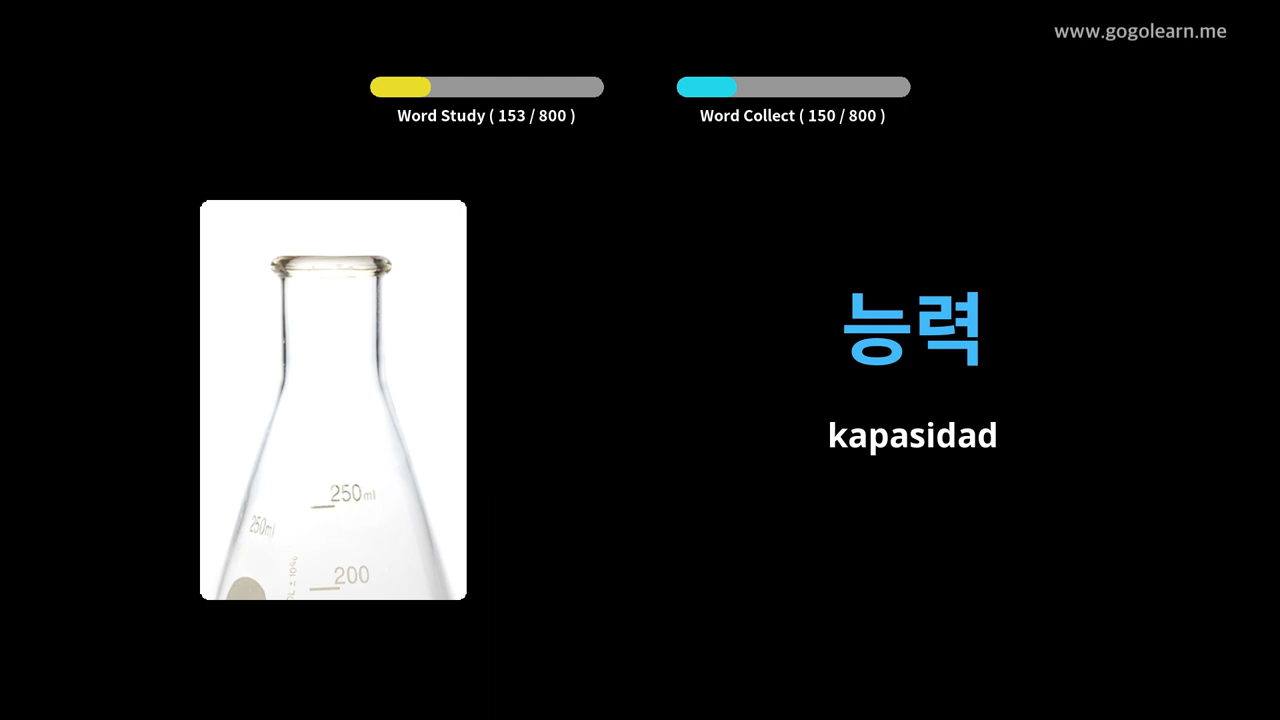 www.gogolearn.me
Word Study ( 153 / 800 )
Word Collect ( 150 / 800 )
능력
kapasidad
250ml
250ml
200